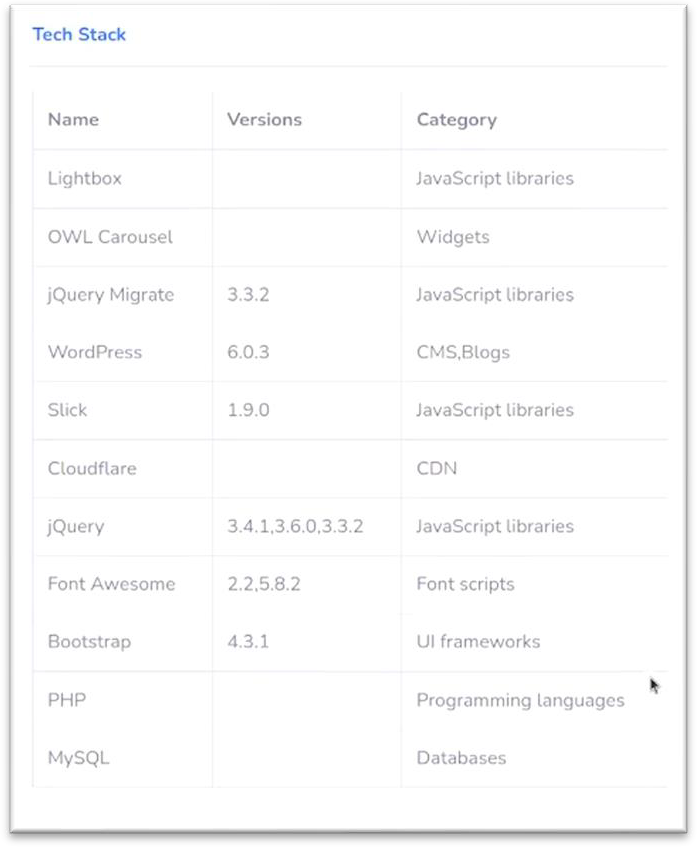 Tech Stack
Name Versions Category
Lightbox JavaScript libraries
OWL Carousel Widgets
jQuery Migrate 3.3.2 JavaScript libraries
WordPress 6.0.3 CMS,Blogs
Slick 1.9.0 JavaScript libraries
Cloudflare CDN
jQuery 3.4.1,3.6.0,3.3.2 JavaScript libraries
Font Awesome 2.2,5.8.2 Font scripts
Bootstrap 4.3.1 UI frameworks
PHP Programming languages
MySQL Databases